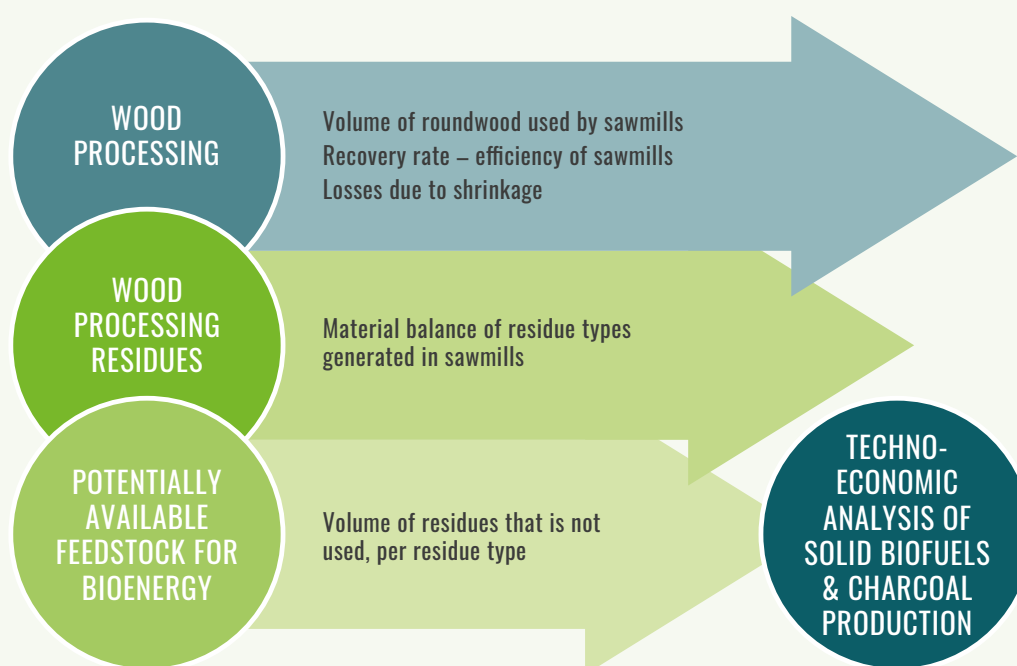 WOOD
PROCESSING
Volume of roundwood used by sawmills
Recovery rate – efficiency of sawmills
Losses due to shrinkage
WOOD
PROCESSING
RESIDUES
Material balance of residue types
generated in sawmills
POTENTIALLY
AVAILABLE
FEEDSTOCK FOR
BIOENERGY
Volume of residues that is not
used, per residue type
TECHNO-
ECONOMIC
ANALYSIS OF
SOLID BIOFUELS
& CHARCOAL
PRODUCTION